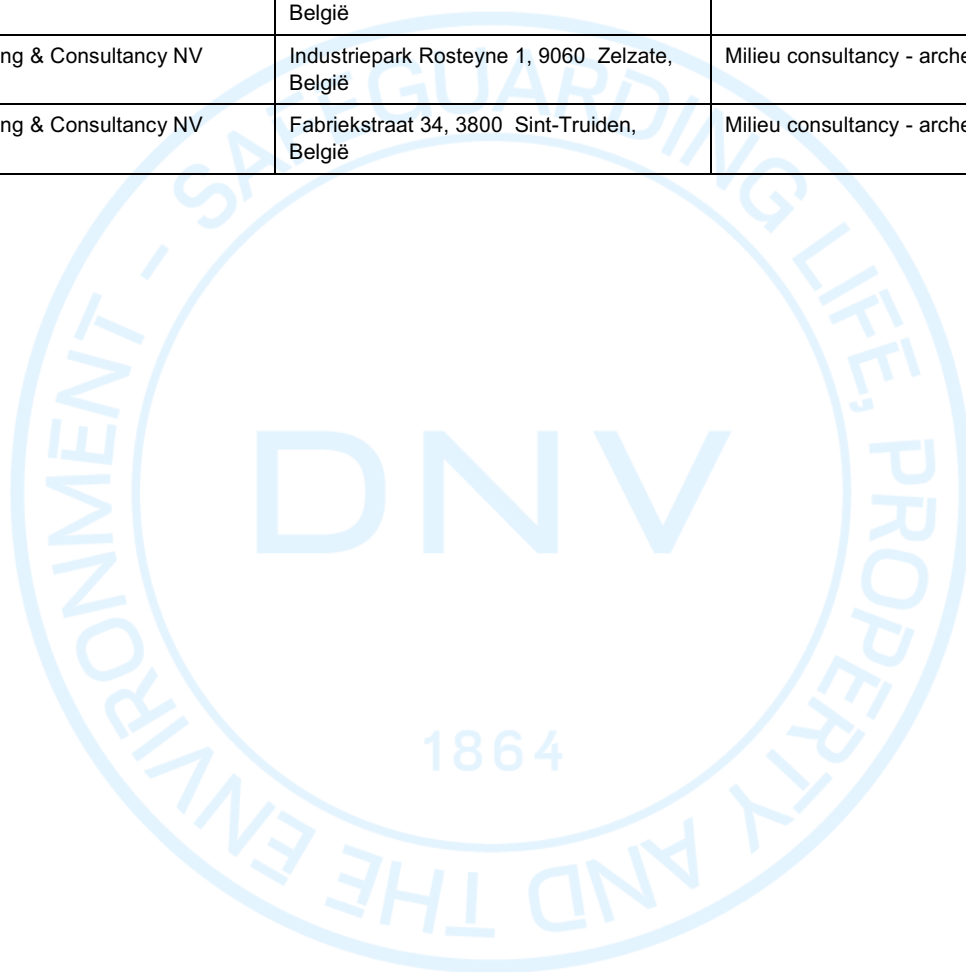 België
ng & Consultancy NV Industriepark Rosteyne 1, 9060 Zelzate, Milieu consultancy - arche
België
ng & Consultancy NV Fabriekstraat 34, 3800 Sint-Truiden, Milieu consultancy - arche
België
SAFEGUARDING LIFE, PROPERTY AND THE ENVIRONMENT -
DNV
1864